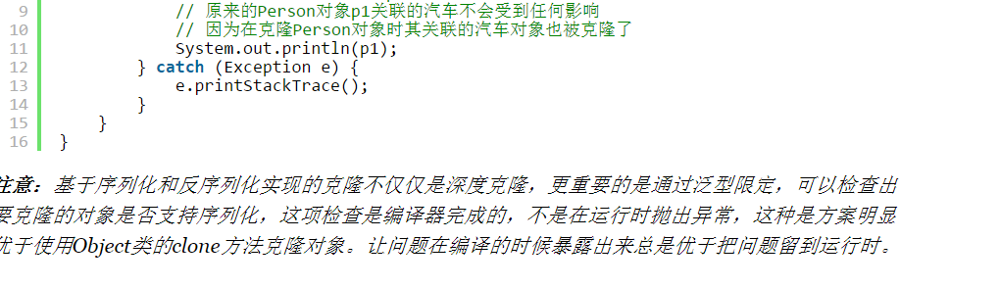 9 // 原来的Person对象p1关联的汽车不会受到任何影响
10 // 因为在克隆Person对象时其关联的汽车对象也被克隆了
11 System.out.println(p1);
12 } catch (Exception e) {
13 e.printStackTrace();
14 }
15 }
16 }
注意：基于序列化和反序列化实现的克隆不仅仅是深度克隆，更重要的是通过泛型限定，可以检查出
要克隆的对象是否支持序列化，这项检查是编译器完成的，不是在运行时抛出异常，这种是方案明显
优于使用Object类的clone方法克隆对象。让问题在编译的时候暴露出来总是优于把问题留到运行时。